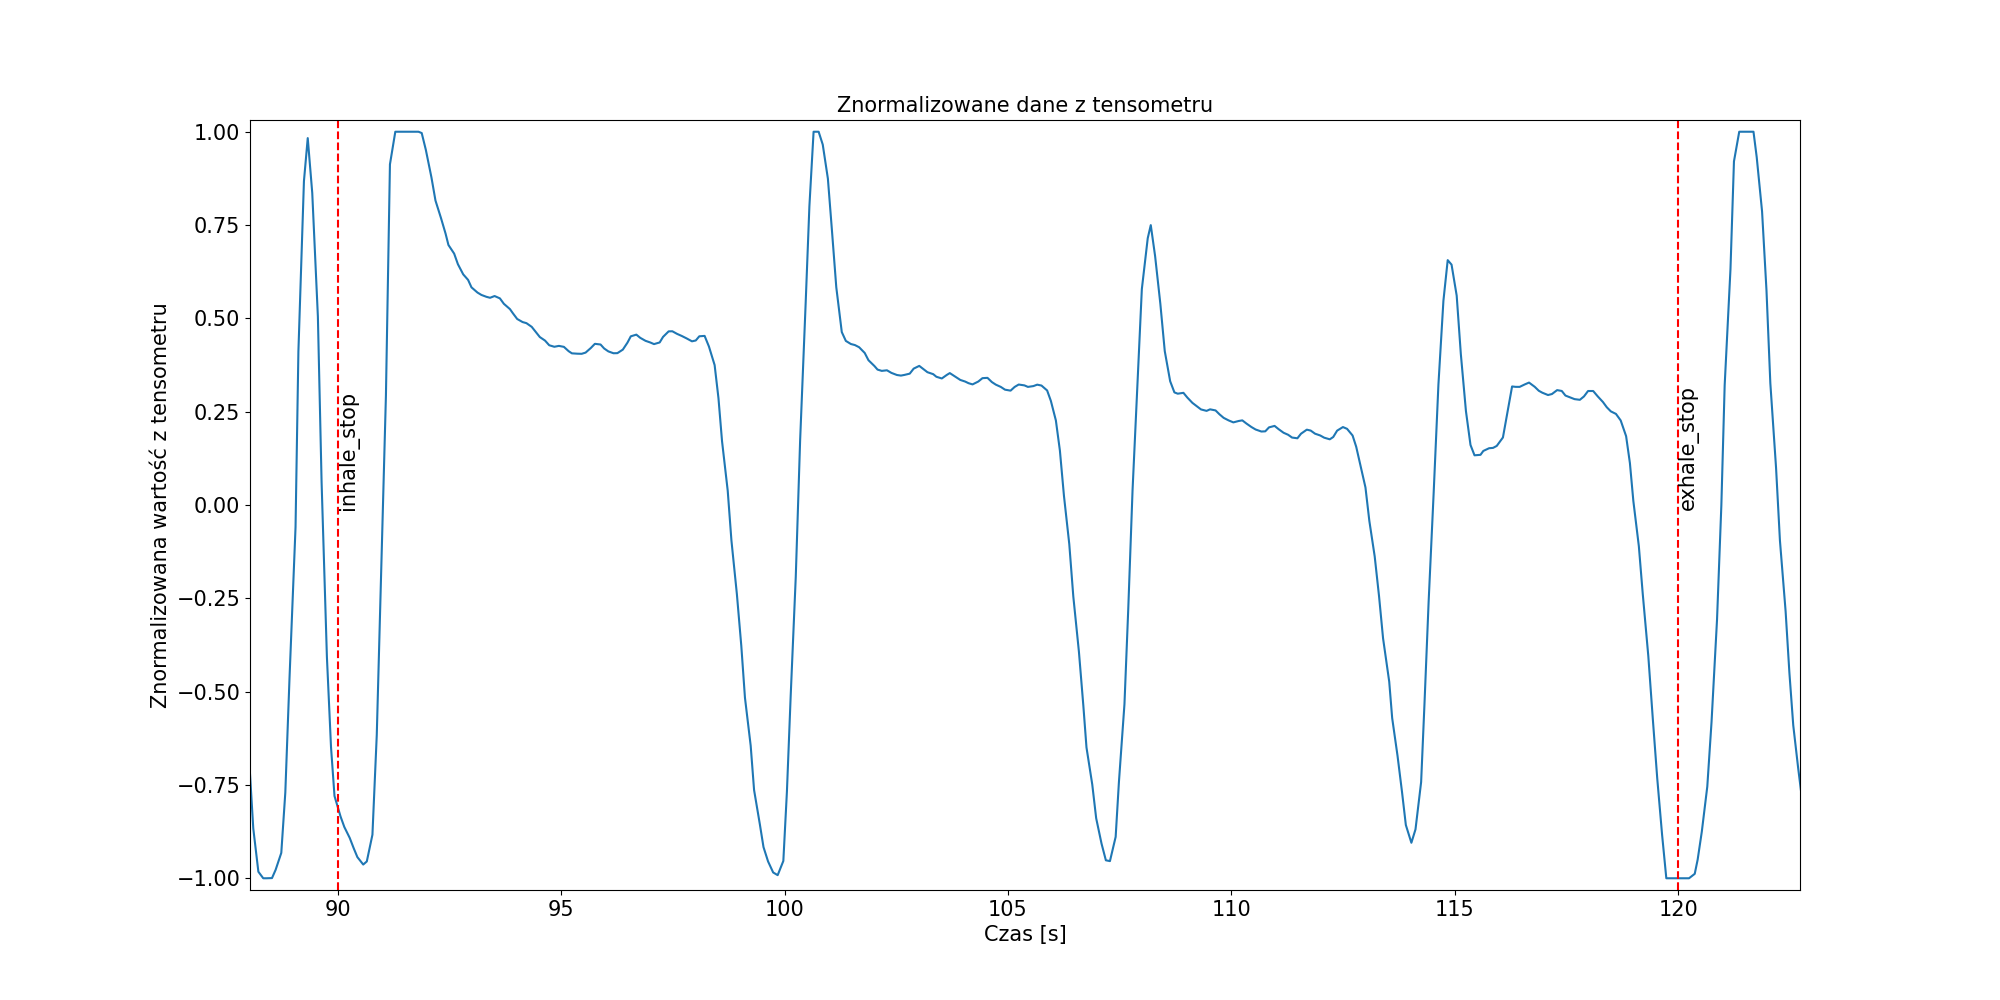 Znormalizowane dane z tensometru
Znormalizowana wartość z tensometru
1.00
0.75
0.50
0.25
0.00
−0.25
−0.50
−0.75
−1.00
inhale_stop
exhale_stop
90 95 100 105 110 115 120
Czas [s]